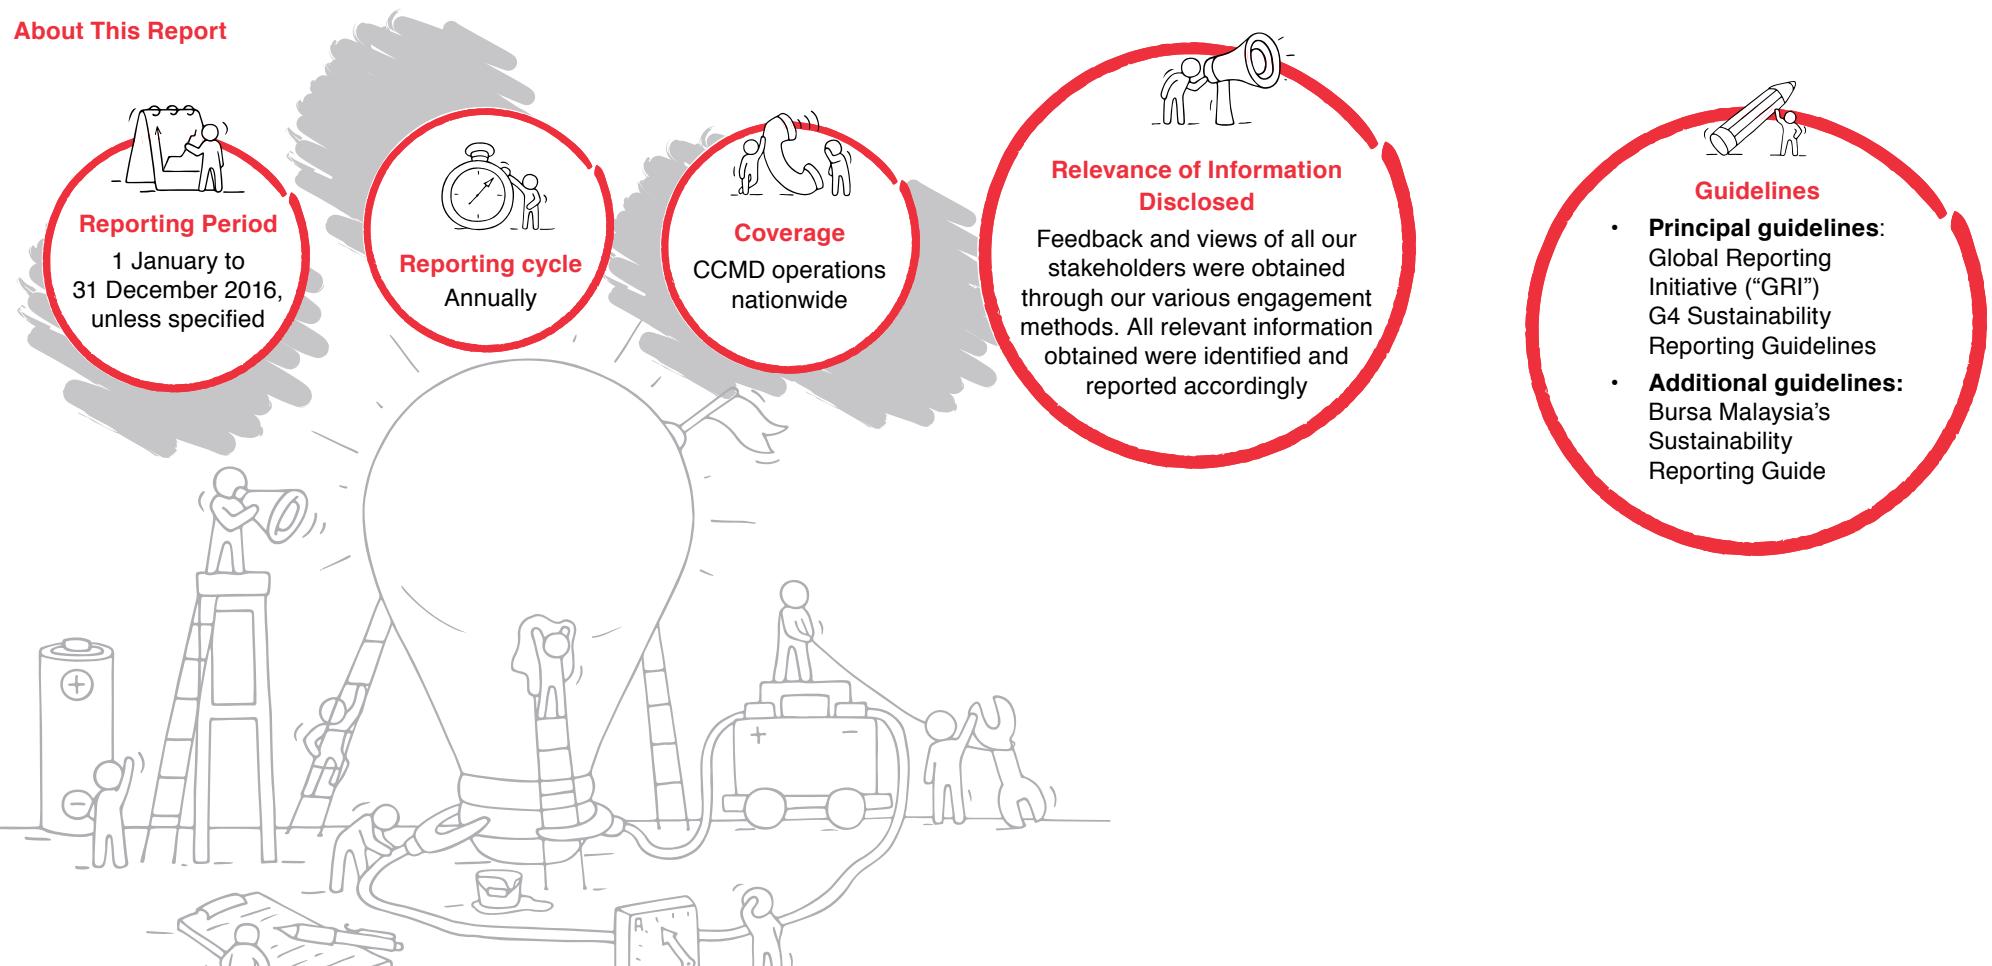 About This Report
Reporting Period
1 January to
31 December 2016,
unless specified
Reporting cycle
Annually
Coverage
CCMD operations
nationwide
Relevance of Information
Disclosed
Feedback and views of all our
stakeholders were obtained
through our various engagement
methods. All relevant information
obtained were identified and
reported accordingly
Guidelines
• Principal guidelines:
Global Reporting
Initiative (“GRI”)
G4 Sustainability
Reporting Guidelines
• Additional guidelines:
Bursa Malaysia’s
Sustainability
Reporting Guide